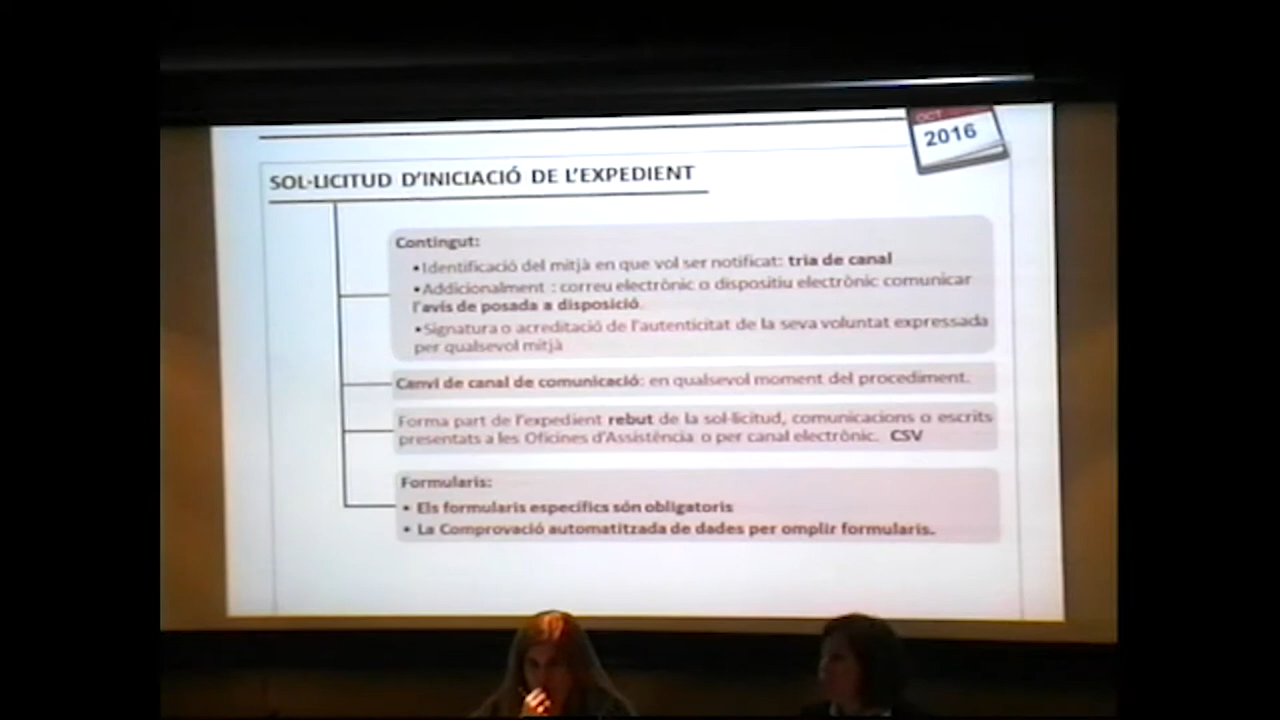 OCT
2016
SOL·LICITUD D'INICIACIÓ DE L'EXPEDIENT
Contingut:
•Identificació del mitjà en que vol ser notificat: tria de canal
•Addicionalment : correu electrònic o dispositiu electrònic comunicar
l'avís de posada a disposició.
•Signatura o acreditació de l'autenticitat de la seva voluntat expressada
per qualsevol mitjà
Canvi de canal de comunicació: en qualsevol moment del procediment.
Forma part de l'expedient rebut de la sol·licitud, comunicacions o escrits
presentats a les Oficines d'Assistència o per canal electrònic. CSV
Formularis:
• Els formularis específics són obligatoris
• La Comprovació automatitzada de dades per omplir formularis.